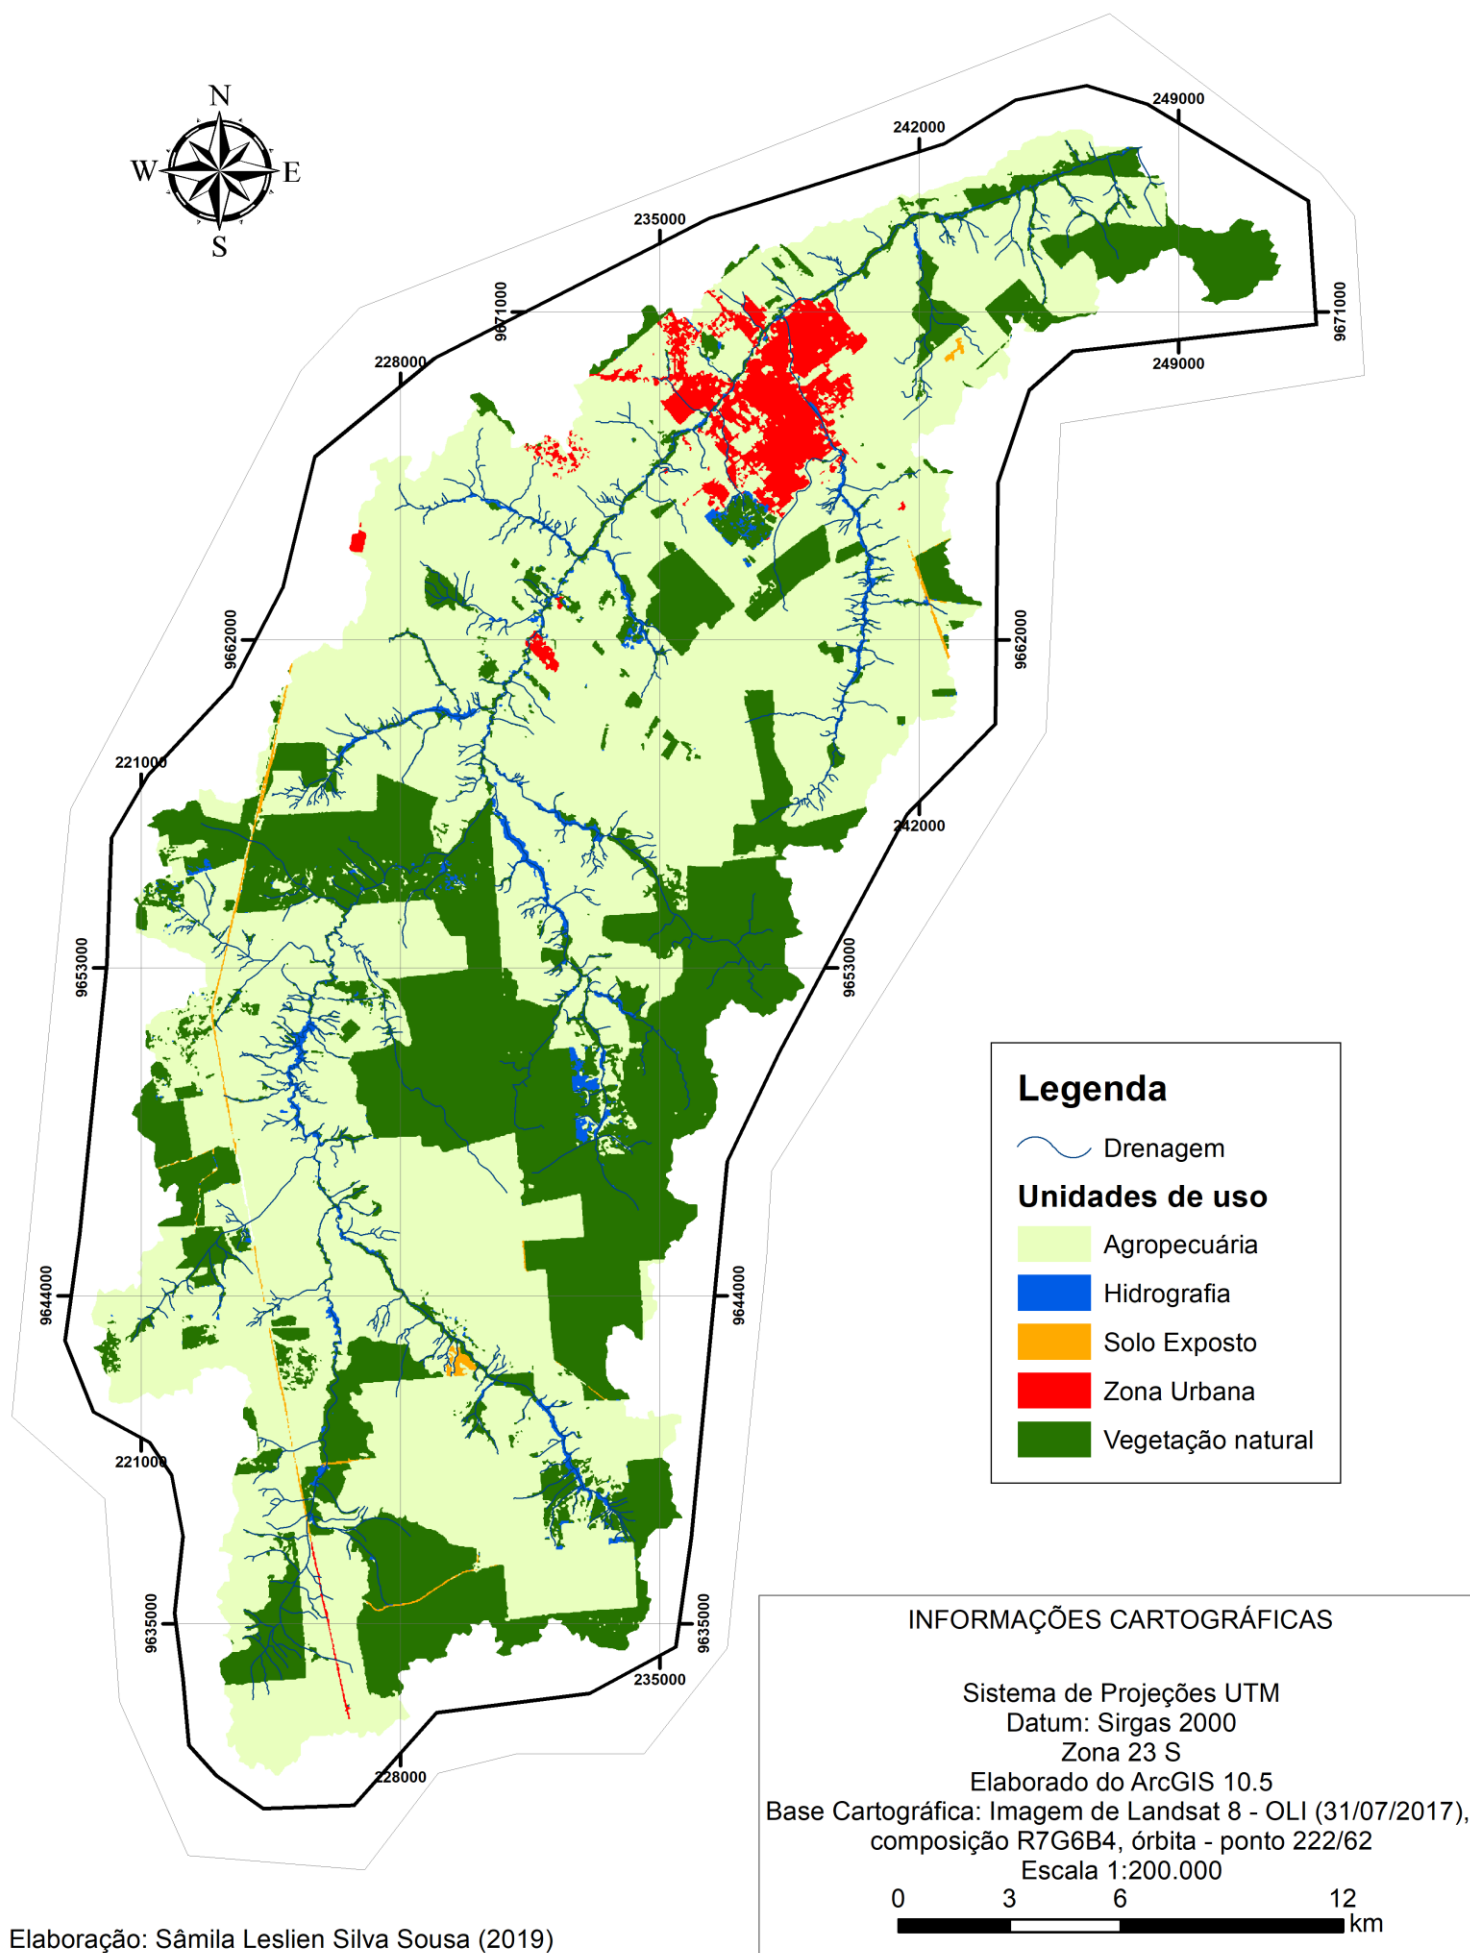 N
W E
S
249000
242000
235000
9671000
9671000
228000
249000
9662000
9662000
221000
242000
9653000
9653000
Legenda
Drenagem
Unidades de uso
Agropecuária
Hidrografia
Solo Exposto
Zona Urbana
Vegetação natural
9644000
9644000
221000
9635000
9635000
235000
228000
INFORMAÇÕES CARTOGRÁFICAS
Sistema de Projeções UTM
Datum: Sirgas 2000
Zona 23 S
Elaborado do ArcGIS 10.5
Base Cartográfica: Imagem de Landsat 8 - OLI (31/07/2017),
composição R7G6B4, órbita - ponto 222/62
Escala 1:200.000
0 3 6 12
km
Elaboração: Sâmila Leslien Silva Sousa (2019)